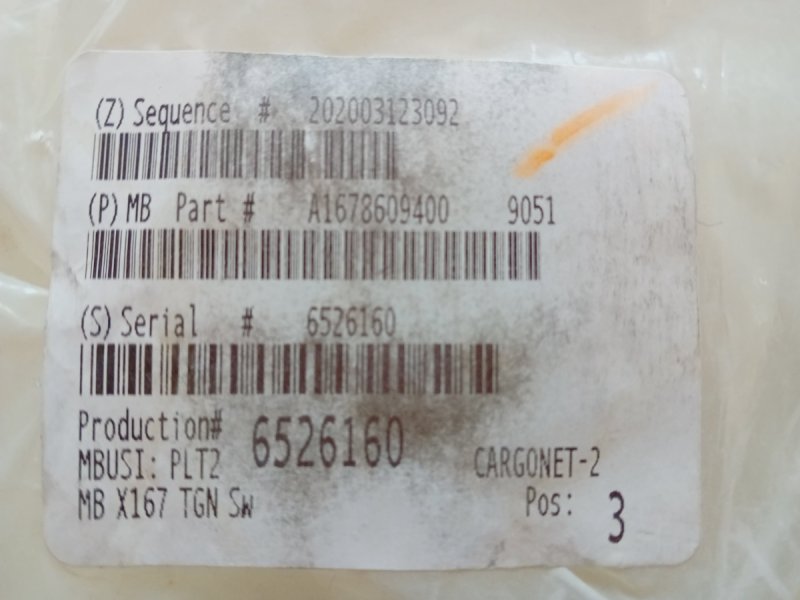 (Z) Sequence # 202003123092
(P) MB Part # A1678609400 9051
(S) Serial # 6526160
Production# 6526160
MBUSI: PLT2 CARGONET-2
MB X167 TGN Sw Pos: 3